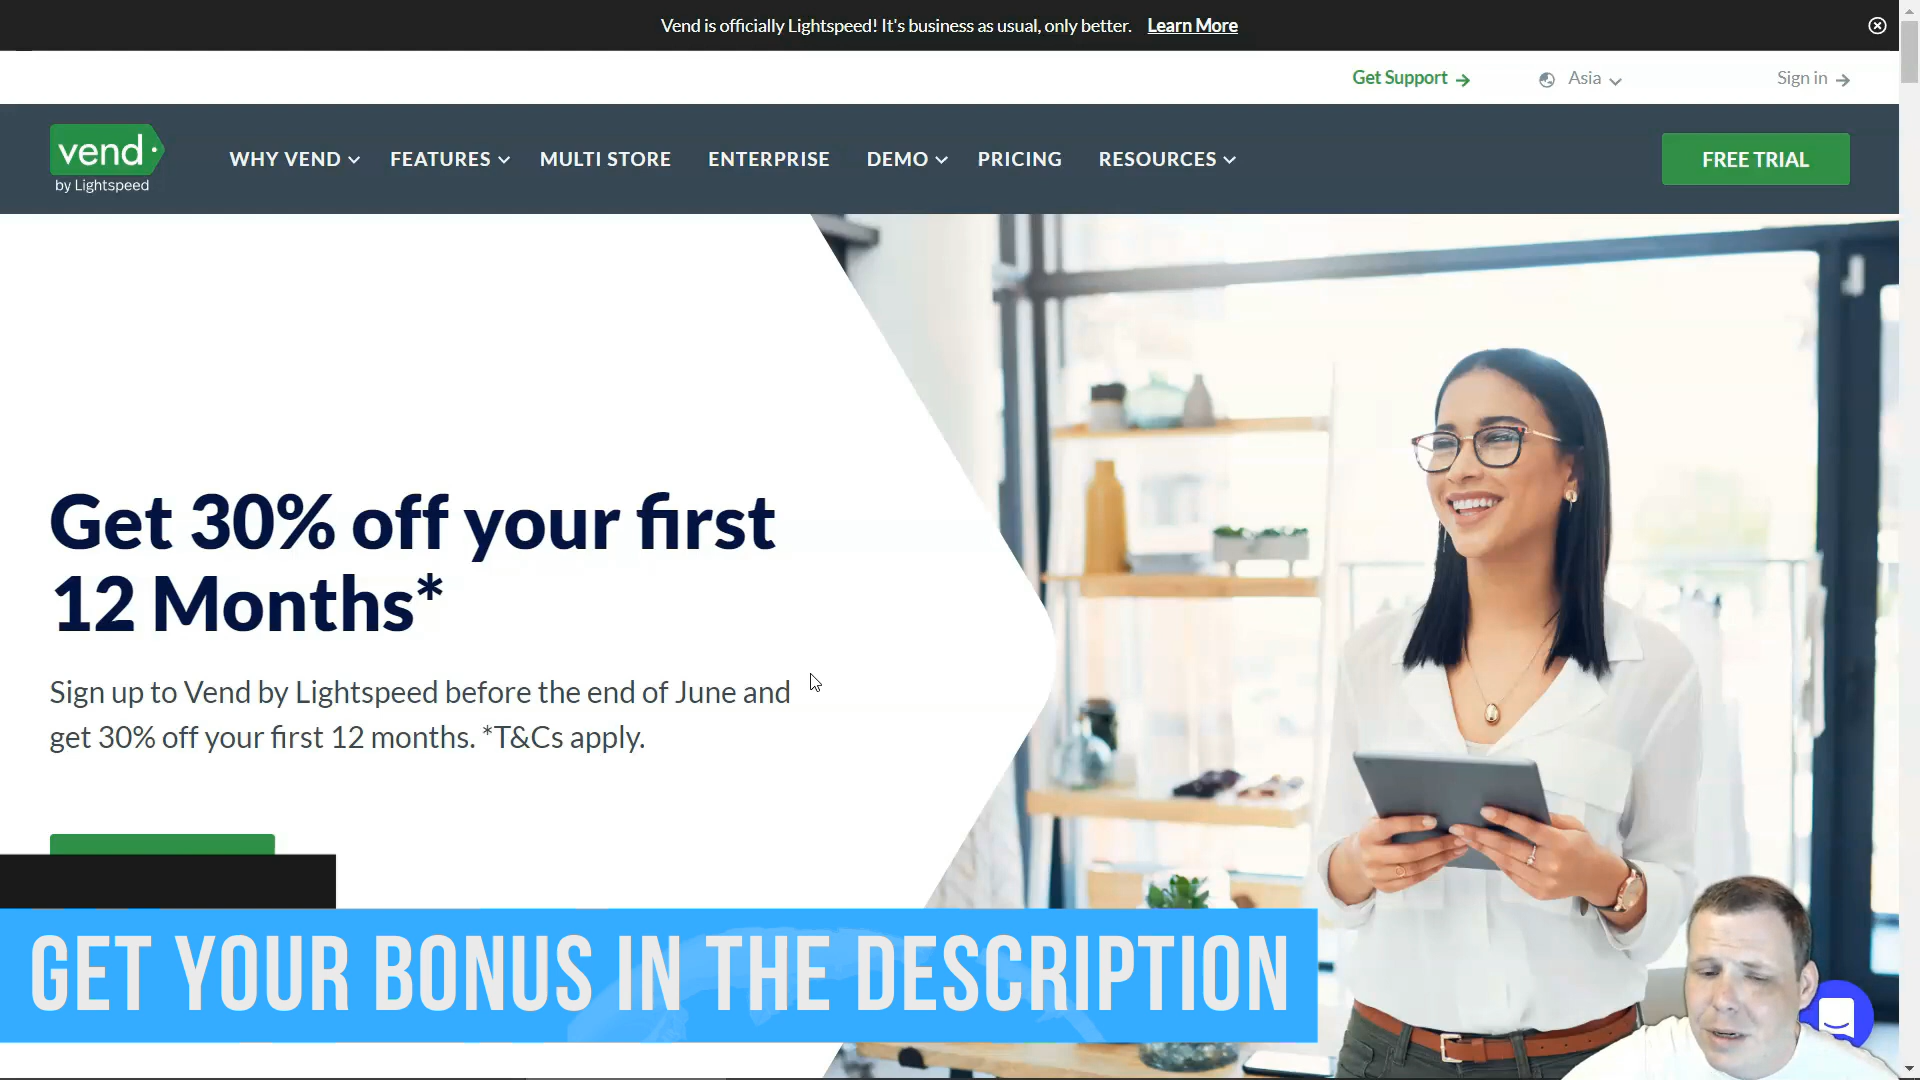 Vend is officially Lightspeed! It's business as usual, only better. Learn More
Get Support
Asia
Sign in
vend
by Lightspeed
WHY VEND
FEATURES
MULTI STORE
ENTERPRISE
DEMO
PRICING
RESOURCES
FREE TRIAL
Get 30% off your first
12 Months*
Sign up to Vend by Lightspeed before the end of June and
get 30% off your first 12 months. *T&Cs apply.
GET YOUR BONUS IN THE DESCRIPTION